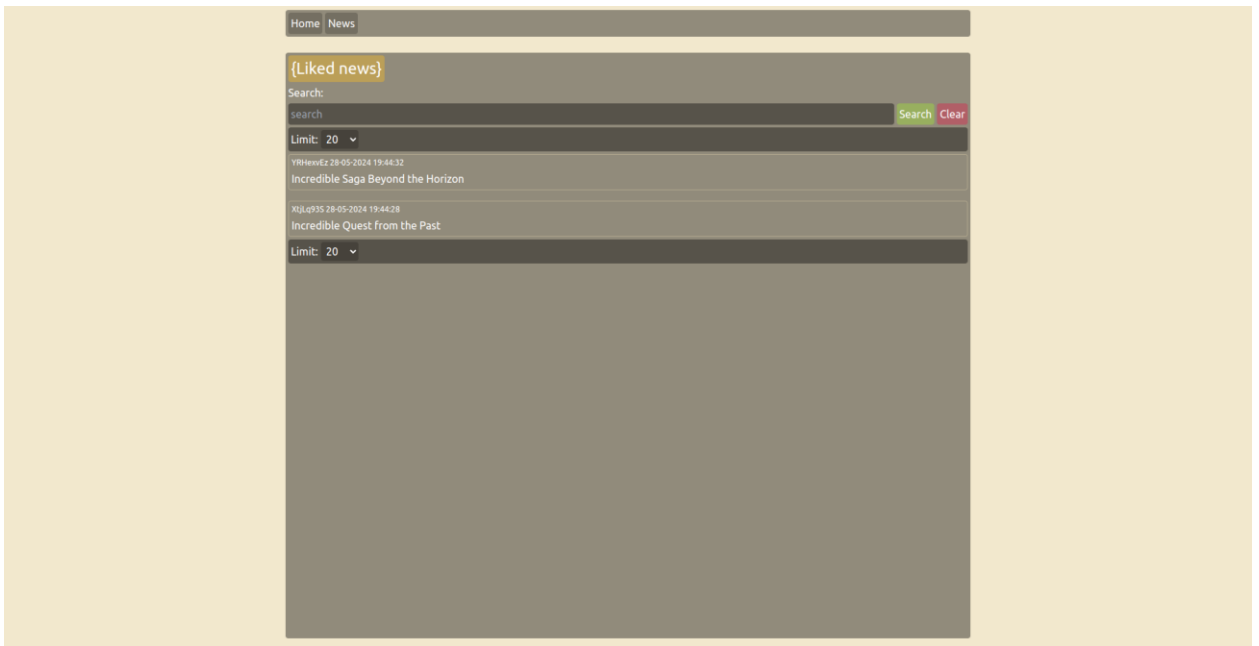 Home News
{Liked news}
Search:
search Search Clear
Limit: 20
YRHexvEz 28-05-2024 19:44:32
Incredible Saga Beyond the Horizon
XtjLq93S 28-05-2024 19:44:28
Incredible Quest from the Past
Limit: 20